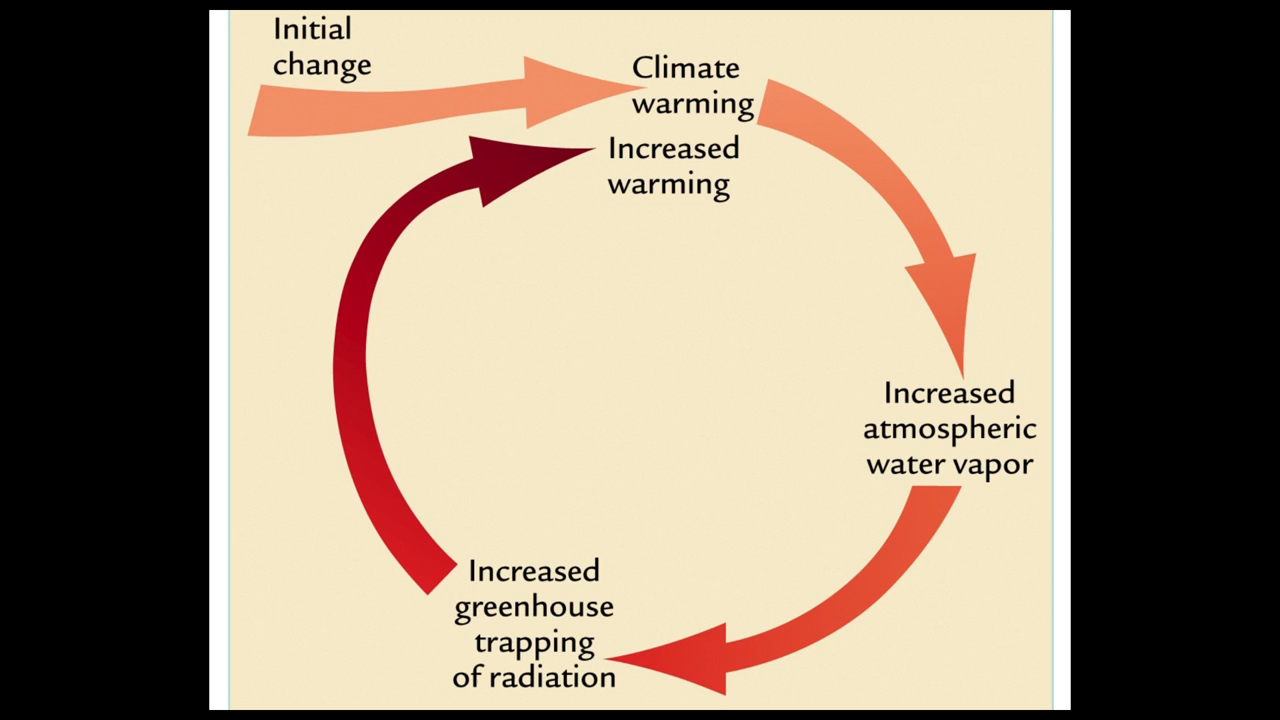 Initial
change
Climate
warming
Increased
warming
Increased
atmospheric
water vapor
Increased
greenhouse
trapping
of radiation